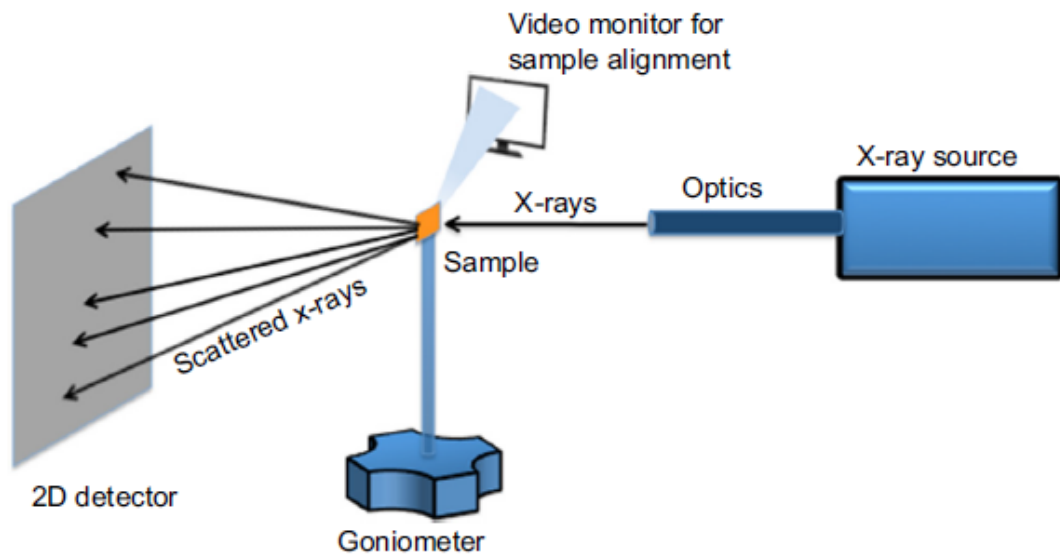 Video monitor for
sample alignment
X-ray source
Optics
X-rays
Sample
Scattered x-rays
2D detector
Goniometer